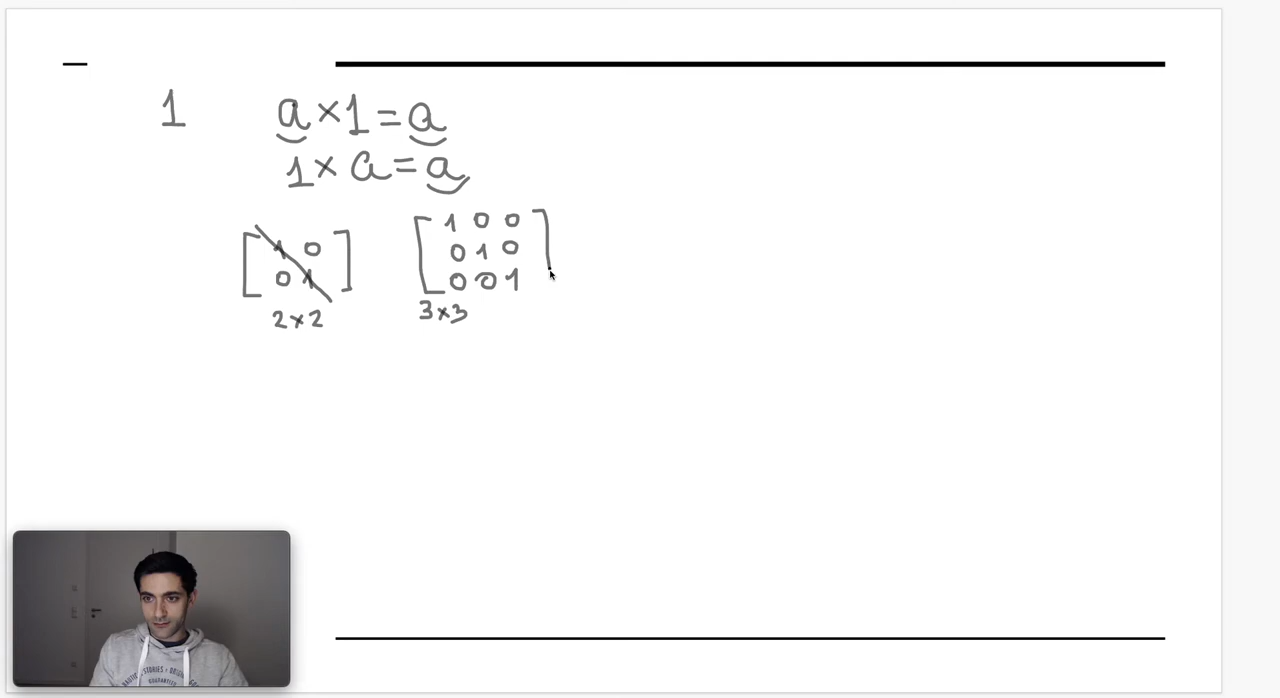 1 a × 1 = a
1 × a = a
[1 0
0 1]
2×2
[1 0 0
0 1 0
0 0 1]
3×3
STORIES